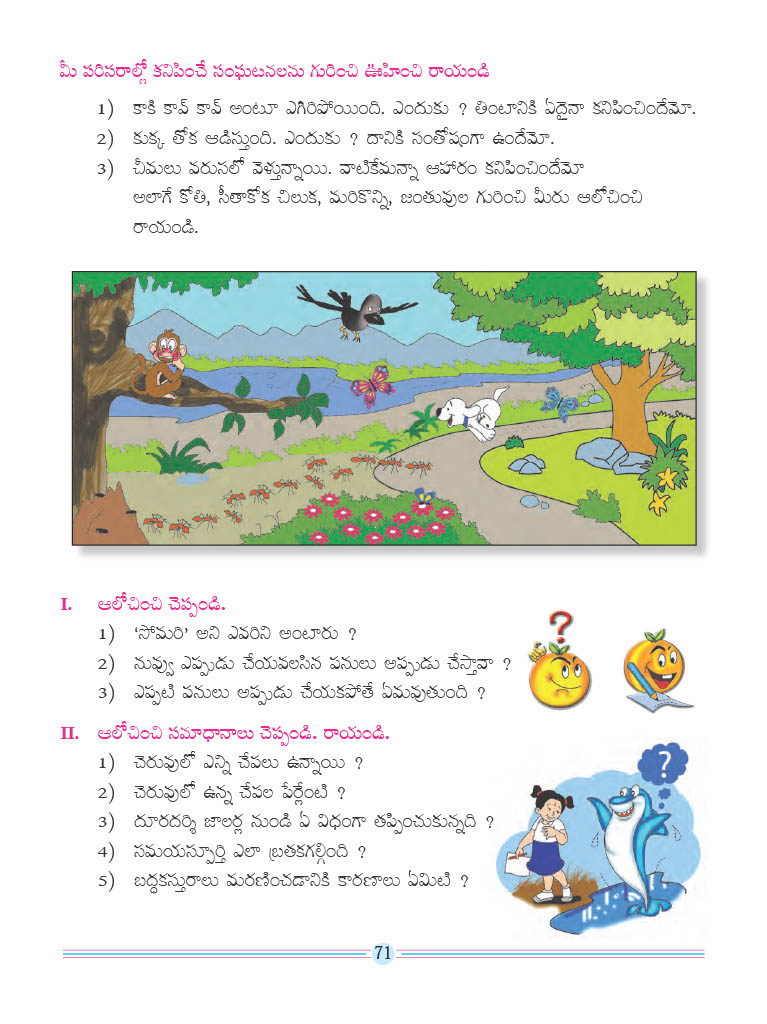 మీ పరిసరాల్లో కనిపించే సంఘటనలను గురించి ఊహించి రాయండి
1) కాకి కావ్ కావ్ అంటూ ఎగిరిపోయింది. ఎందుకు ? తింటానికి ఏదైనా కనిపించిందేమో.
2) కుక్క తోక ఆడిస్తుంది. ఎందుకు ? దానికి సంతోషంగా ఉందేమో.
3) చీమలు వరుసలో వెళ్తున్నాయి. వాటికేమన్నా ఆహారం కనిపించిందేమో
అలాగే కోతి, సీతాకోక చిలుక, మరికొన్ని, జంతువుల గురించి మీరు ఆలోచించి
రాయండి.
I. ఆలోచించి చెప్పండి.
1) ‘సోమరి’ అని ఎవరిని అంటారు ?
2) నువ్వు ఎప్పుడు చేయవలసిన పనులు అప్పుడు చేస్తావా ?
3) ఎప్పటి పనులు అప్పుడు చేయకపోతే ఏమవుతుంది ?
?
II. ఆలోచించి సమాధానాలు చెప్పండి. రాయండి.
1) చెరువులో ఎన్ని చేపలు ఉన్నాయి ?
2) చెరువులో ఉన్న చేపల పేర్లేంటి ?
3) దూరదర్శి జాలర్ల నుండి ఏ విధంగా తప్పించుకున్నది ?
4) సమయస్ఫూర్తి ఎలా బ్రతకగల్గింది ?
5) బద్ధకస్తురాలు మరణించడానికి కారణాలు ఏమిటి ?
?
71